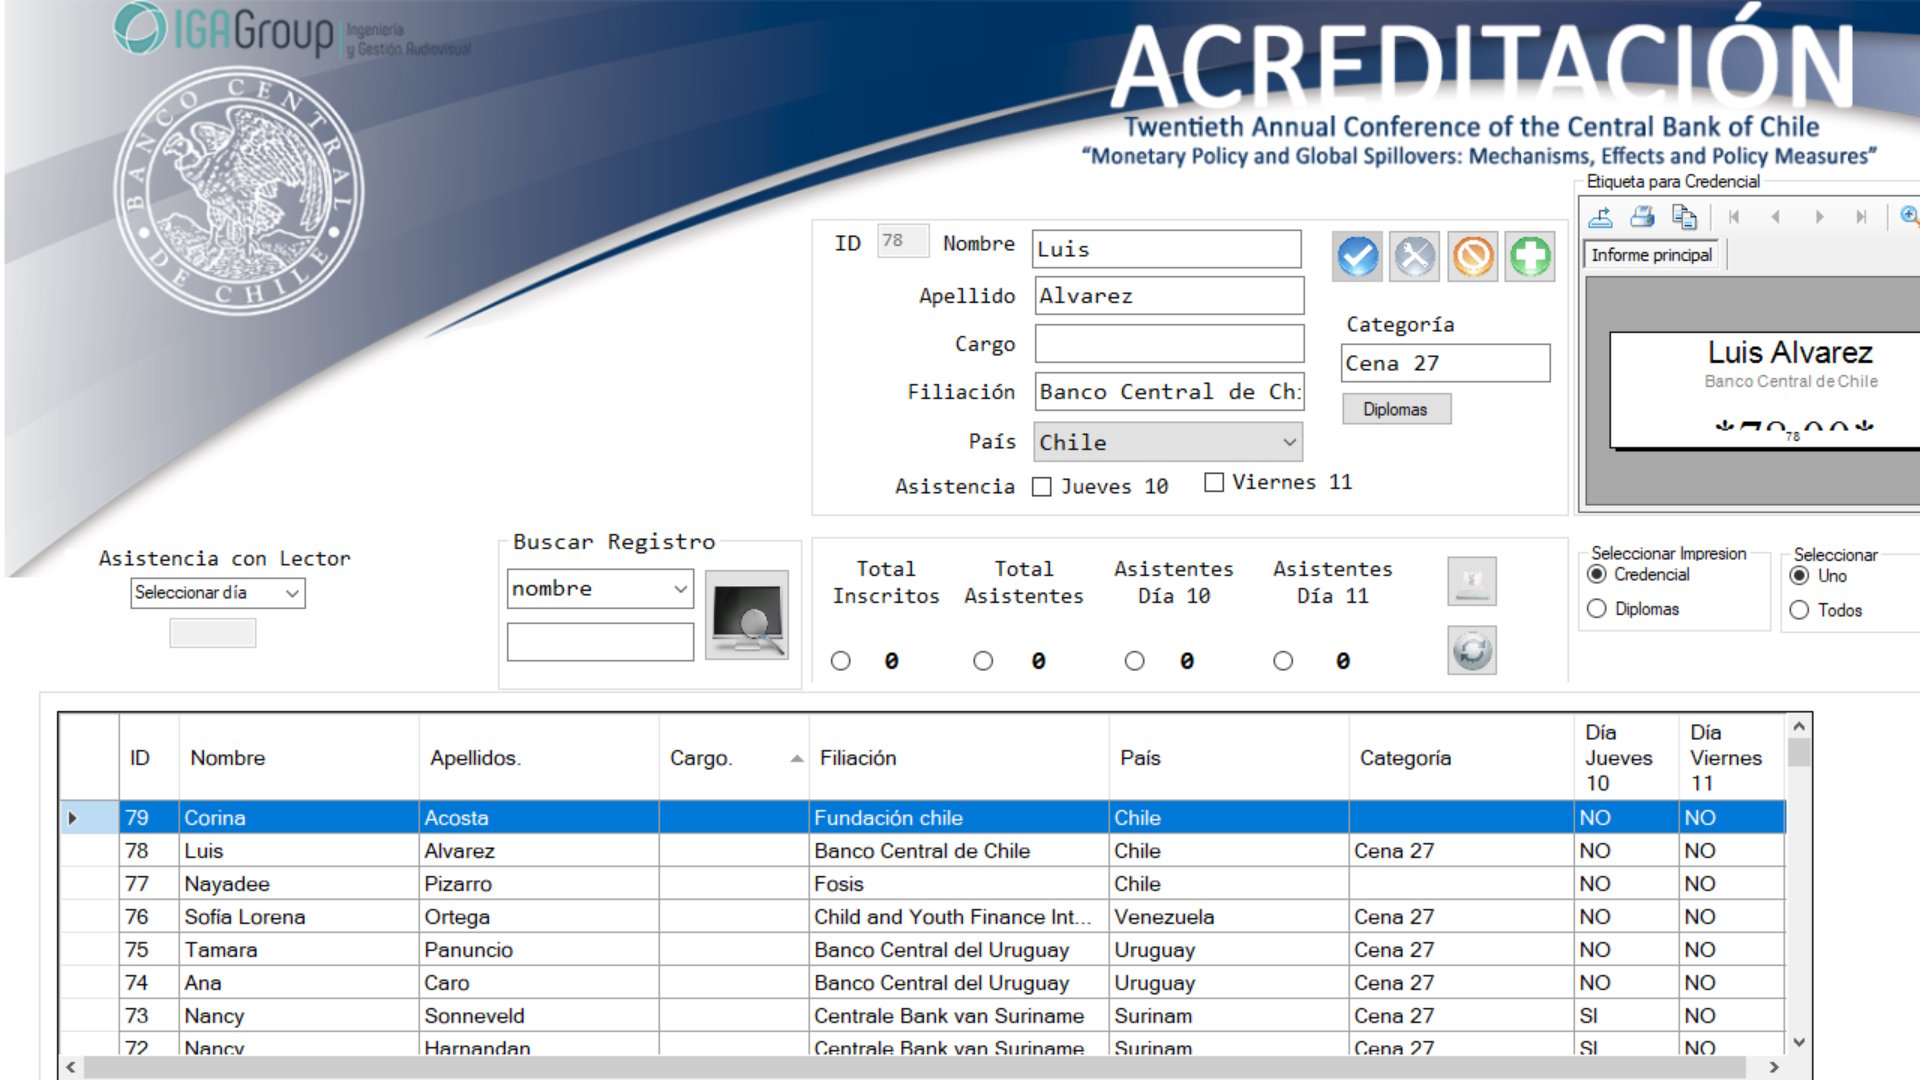 IGAGroup Ingeniería
y Gestión Audiovisual
BANCO CENTRAL DE CHILE
ACREDITACIÓN
Twentieth Annual Conference of the Central Bank of Chile
“Monetary Policy and Global Spillovers: Mechanisms, Effects and Policy Measures”
Etiqueta para Credencial
Informe principal
Luis Alvarez
Banco Central de Chile
78
ID 78 Nombre Luis
Apellido Alvarez
Cargo
Categoría
Cena 27
Filiación Banco Central de Ch
Diplomas
País Chile
Asistencia Jueves 10 Viernes 11
Asistencia con Lector
Seleccionar día
Buscar Registro
nombre
Total Inscritos
Total Asistentes
Asistentes Día 10
Asistentes Día 11
0 0 0 0
Seleccionar Impresion
Credencial
Diplomas
Seleccionar
Uno
Todos
ID Nombre Apellidos. Cargo. Filiación País Categoría Día Jueves 10 Día Viernes 11
79 Corina Acosta Fundación chile Chile NO NO
78 Luis Alvarez Banco Central de Chile Chile Cena 27 NO NO
77 Nayadee Pizarro Fosis Chile NO NO
76 Sofía Lorena Ortega Child and Youth Finance Int... Venezuela Cena 27 NO NO
75 Tamara Panuncio Banco Central del Uruguay Uruguay Cena 27 NO NO
74 Ana Caro Banco Central del Uruguay Uruguay Cena 27 NO NO
73 Nancy Sonneveld Centrale Bank van Suriname Surinam Cena 27 SI NO
72 Nancy Harnandan Centrale Bank van Suriname Surinam Cena 27 SI NO